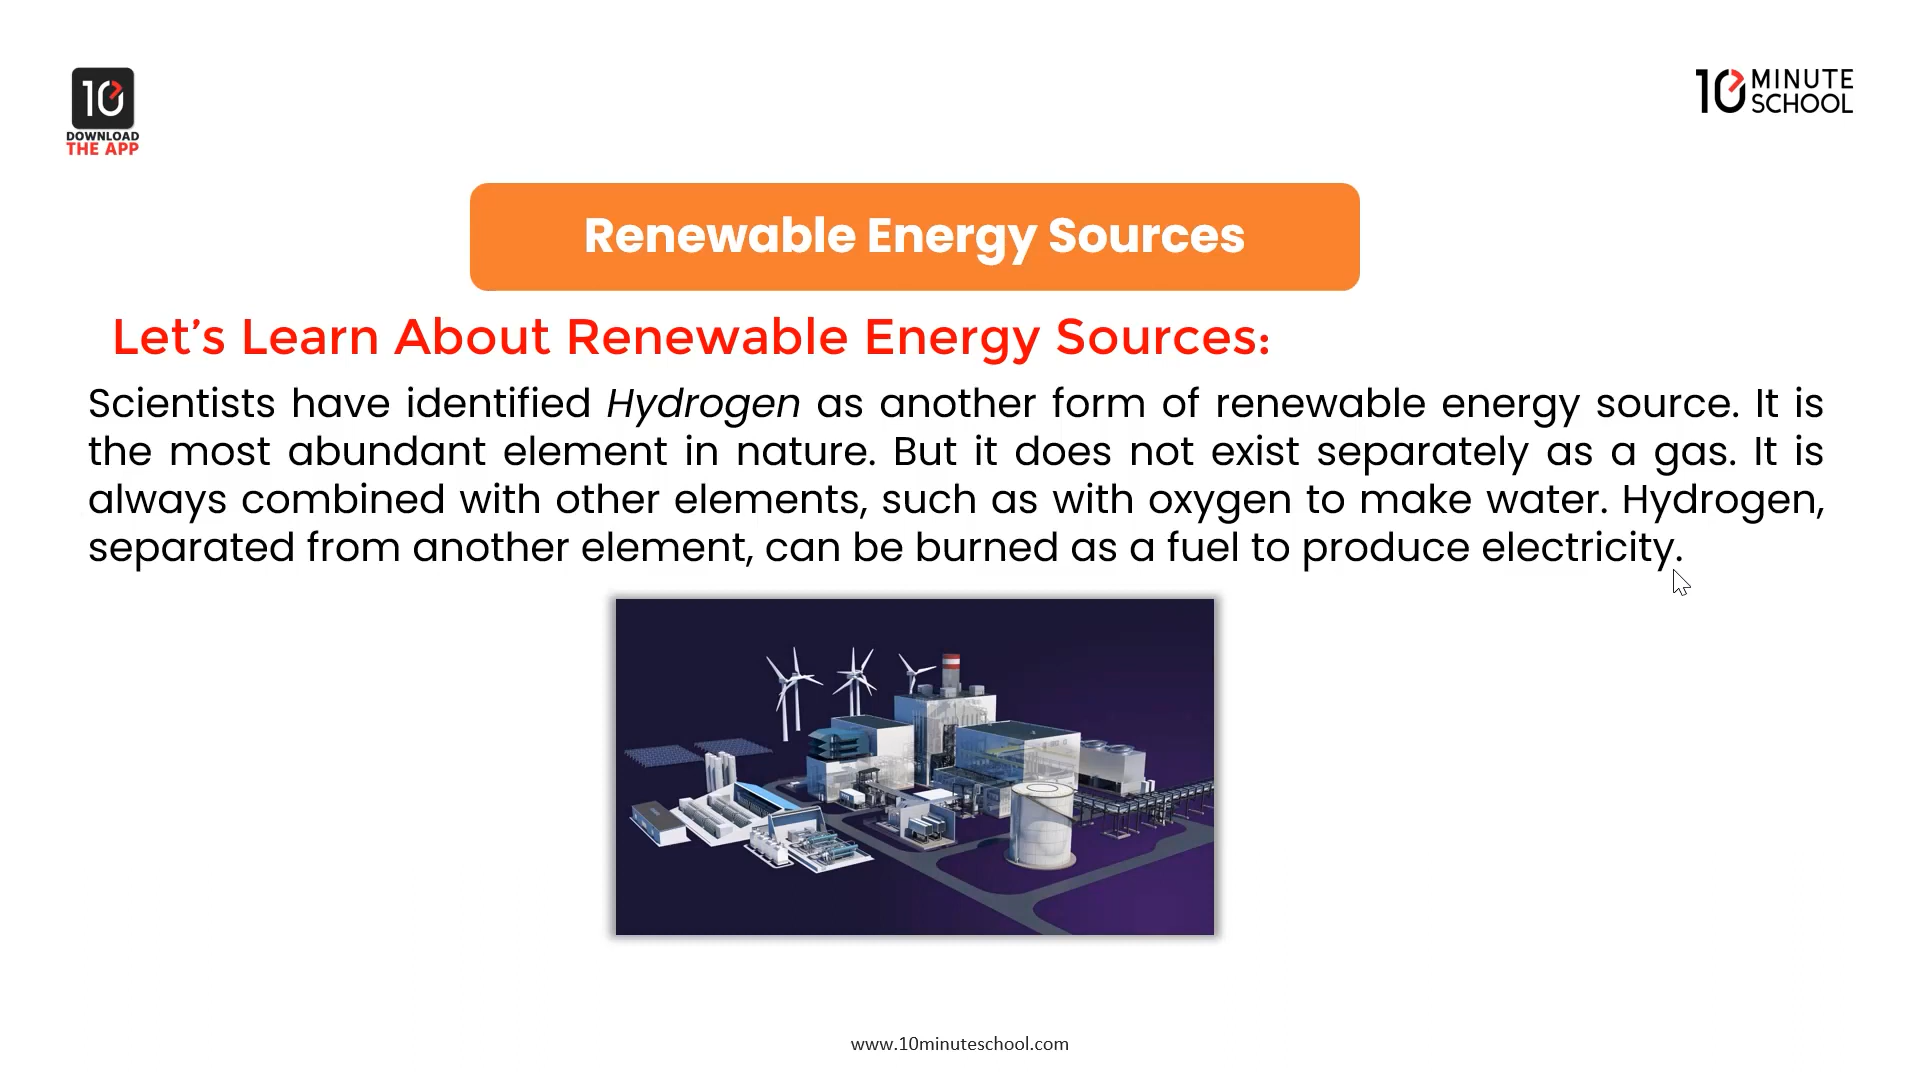 10
DOWNLOAD
THE APP
10 MINUTE
SCHOOL
Renewable Energy Sources
Let's Learn About Renewable Energy Sources:
Scientists have identified Hydrogen as another form of renewable energy source. It is
the most abundant element in nature. But it does not exist separately as a gas. It is
always combined with other elements, such as with oxygen to make water. Hydrogen,
separated from another element, can be burned as a fuel to produce electricity.
www.10minuteschool.com